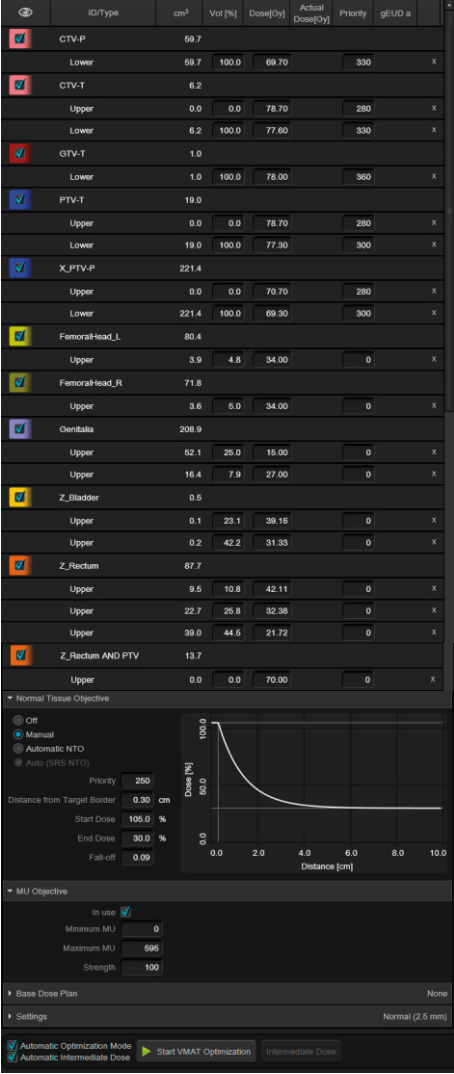 ID/Type cm³ Vol [%] Dose[Gy] Actual Dose[Gy] Priority gEUD a
CTV-P 59.7
Lower 59.7 100.0 69.70 330 x
CTV-T 6.2
Upper 0.0 0.0 78.70 280 x
Lower 6.2 100.0 77.60 330 x
GTV-T 1.0
Lower 1.0 100.0 78.00 360 x
PTV-T 19.0
Upper 0.0 0.0 78.70 280 x
Lower 19.0 100.0 77.30 300 x
X_PTV-P 221.4
Upper 0.0 0.0 70.70 280 x
Lower 221.4 100.0 69.30 300 x
FemoralHead_L 80.4
Upper 3.9 4.8 34.00 0 x
FemoralHead_R 71.8
Upper 3.6 5.0 34.00 0 x
Genitalia 208.9
Upper 52.1 25.0 15.00 0 x
Upper 16.4 7.9 27.00 0 x
Z_Bladder 0.5
Upper 0.1 23.1 39.16 0 x
Upper 0.2 42.2 31.33 0 x
Z_Rectum 87.7
Upper 9.5 10.8 42.11 0 x
Upper 22.7 25.8 32.38 0 x
Upper 39.0 44.5 21.72 0 x
Z_Rectum AND PTV 13.7
Upper 0.0 0.0 70.00 0 x
Normal Tissue Objective
Off
Manual
Automatic NTO
Auto (SRS NTO)
Priority 250
Distance from Target Border 0.30 cm
Start Dose 105.0 %
End Dose 30.0 %
Fall-off 0.09
Dose [%]
100.0
50.0
0.0
0.0 2.0 4.0 6.0 8.0 10.0
Distance [cm]
MU Objective
In use
Minimum MU 0
Maximum MU 595
Strength 100
Base Dose Plan None
Settings Normal (2.5 mm)
Automatic Optimization Mode
Automatic Intermediate Dose
Start VMAT Optimization
Intermediate Dose